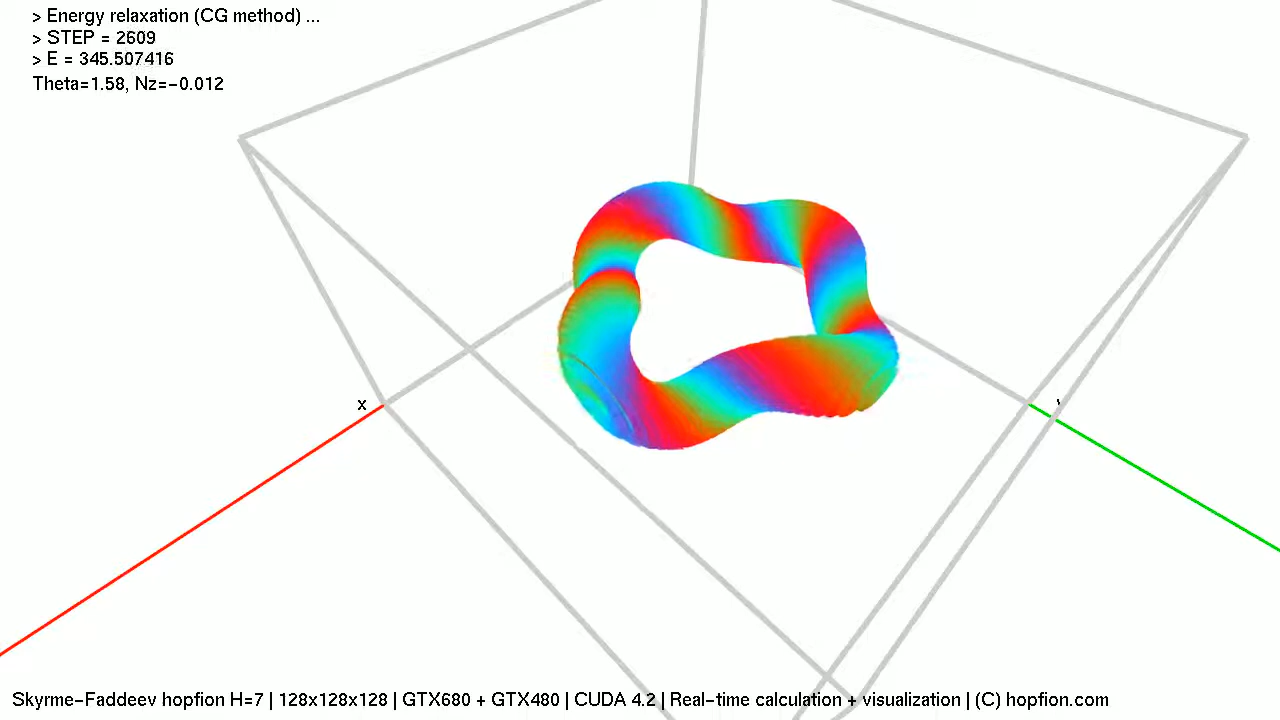 > Energy relaxation (CG method) ...
> STEP = 2609
> E = 345.507416
Theta=1.58, Nz=−0.012
x
Skyrme−Faddeev hopfion H=7 | 128x128x128 | GTX680 + GTX480 | CUDA 4.2 | Real−time calculation + visualization | (C) hopfion.com